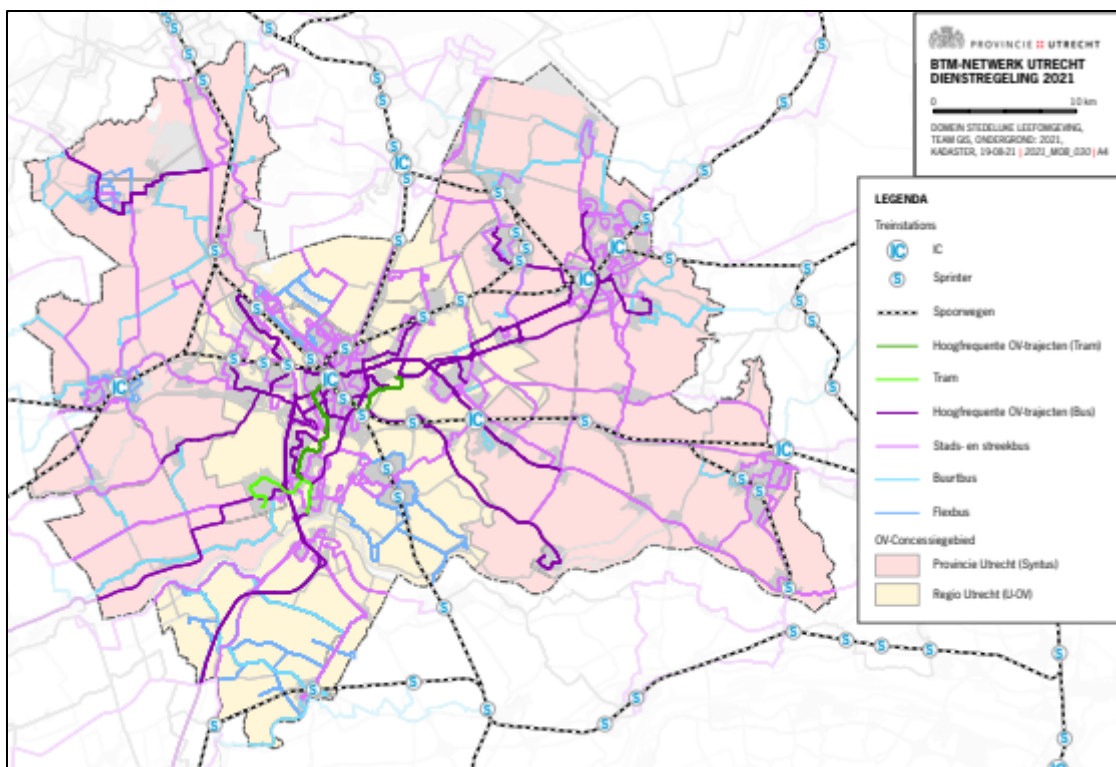 PROVINCIE UTRECHT
BTM-NETWERK UTRECHT
DIENSTREGELING 2021
0 10 km
DOMEIN STEDELIJKE LEEFOMGEVING,
TEAM GIS, ONDERGROND: 2021,
KADASTER, 19-08-21 | 2021_MOB_030 | A4
LEGENDA
Treinstations
IC IC
S Sprinter
Spoorwegen
Hoogfrequente OV-trajecten (Tram)
Tram
Hoogfrequente OV-trajecten (Bus)
Stads- en streekbus
Buurtbus
Flexbus
OV-Concessiegebied
Provincie Utrecht (Syntus)
Regio Utrecht (U-OV)